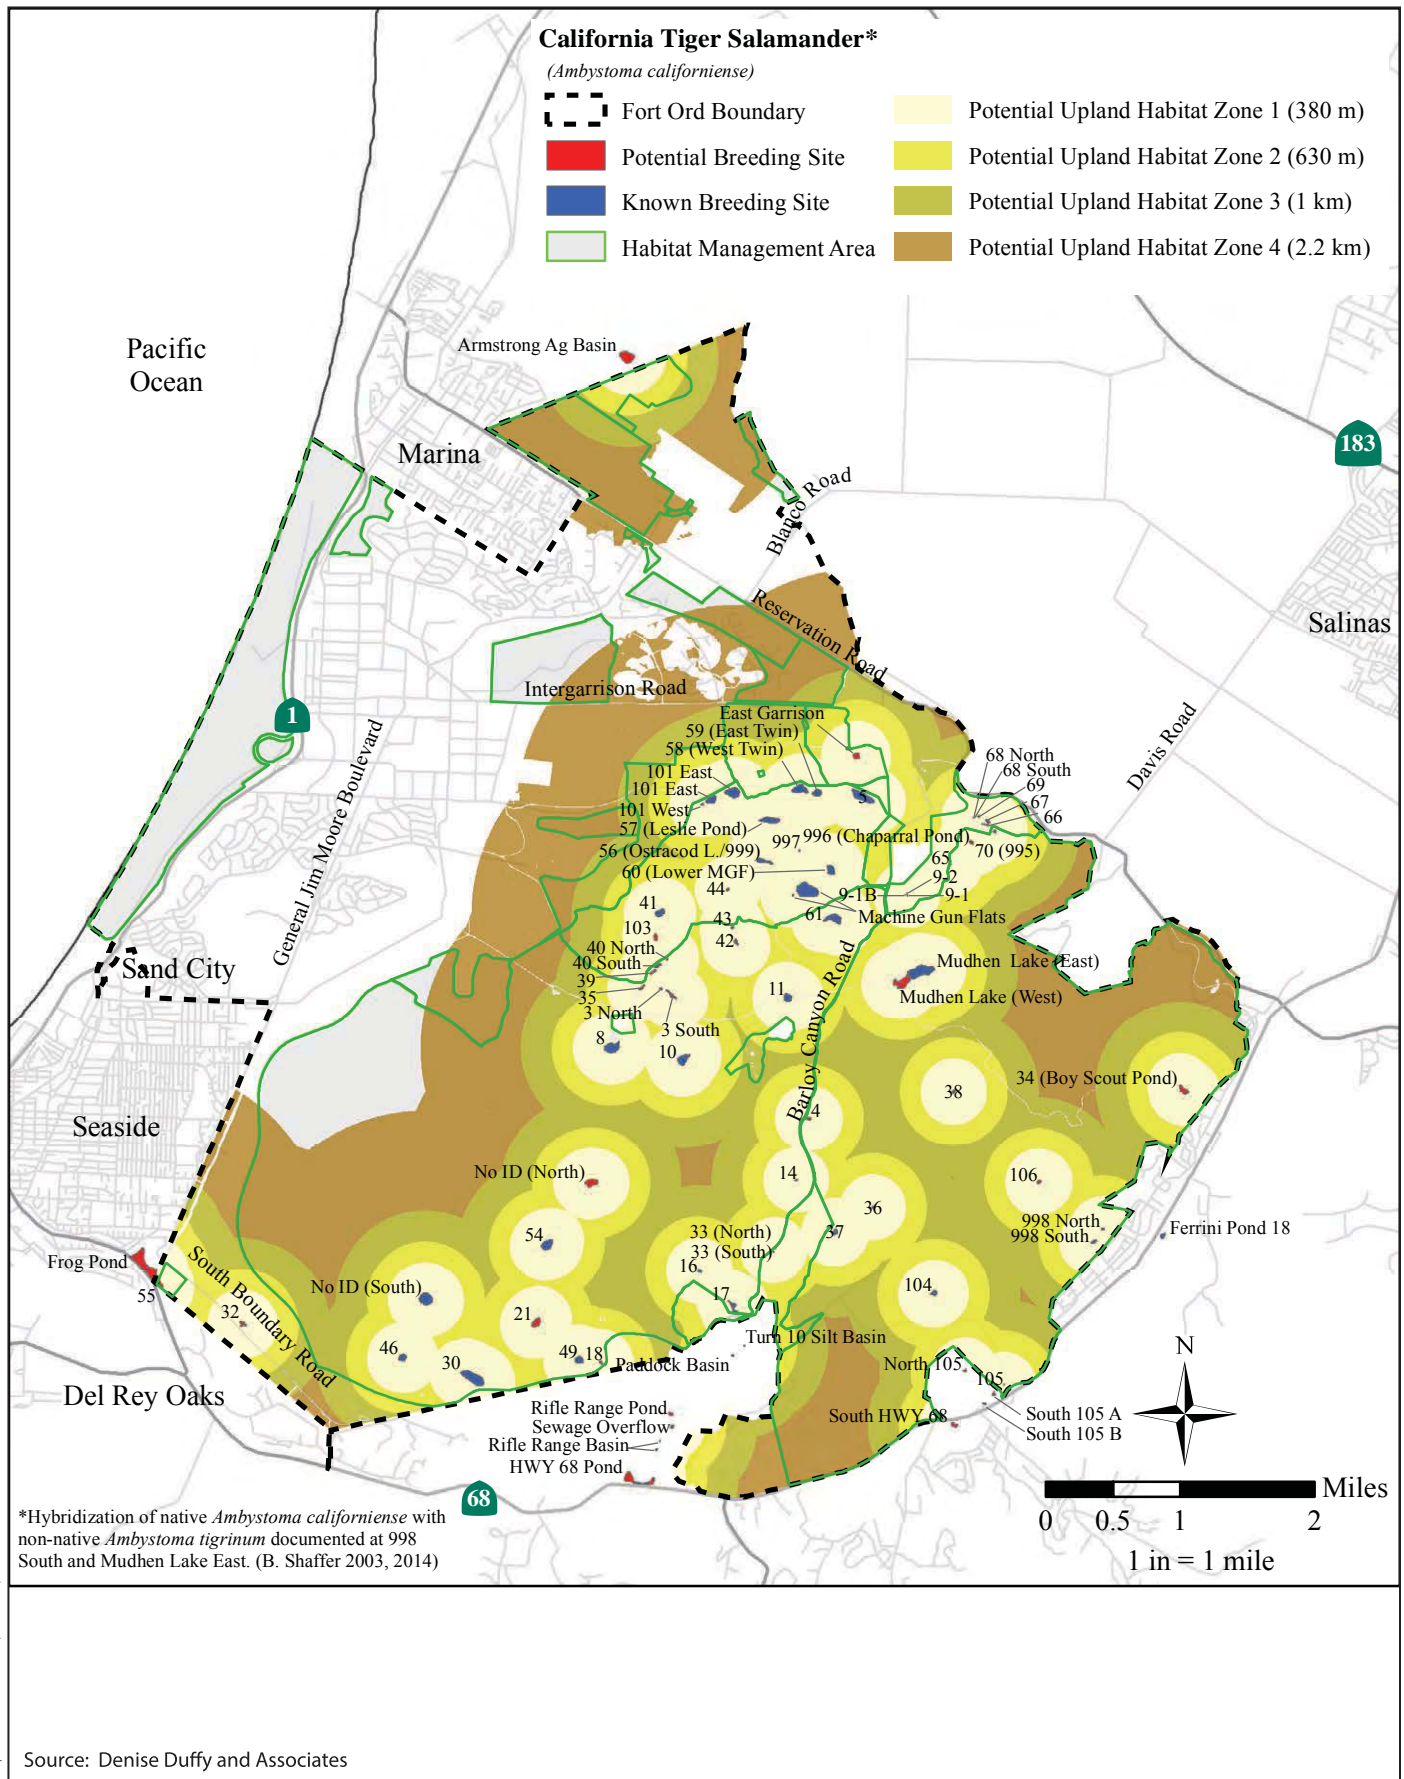 California Tiger Salamander*
(Ambystoma californiense)
Fort Ord Boundary
Potential Breeding Site
Known Breeding Site
Habitat Management Area
Potential Upland Habitat Zone 1 (380 m)
Potential Upland Habitat Zone 2 (630 m)
Potential Upland Habitat Zone 3 (1 km)
Potential Upland Habitat Zone 4 (2.2 km)
Pacific
Ocean
Armstrong Ag Basin
Marina
183
Blanco Road
Reservation Road
Salinas
Intergarrison Road
1
General Jim Moore Boulevard
Davis Road
East Garrison
59 (East Twin)
58 (West Twin)
101 East
101 East
101 West
57 (Leslie Pond)
5
68 North
68 South
69
67
66
997
996 (Chaparral Pond)
70 (995)
56 (Ostracod L./999)
60 (Lower MGF)
65
9-2
44
9-1B
9-1
41
61
Machine Gun Flats
103
43
42
40 North
40 South
39
35
3 North
3 South
11
Mudhen Lake (East)
Mudhen Lake (West)
Sand City
8
10
Barloy Canyon Road
38
34 (Boy Scout Pond)
4
Seaside
No ID (North)
14
106
36
54
33 (North)
33 (South)
37
998 North
998 South
Ferrini Pond 18
Frog Pond
16
55
South Boundary Road
No ID (South)
104
32
21
17
46
30
49
18
Turn 10 Silt Basin
Paddock Basin
North 105
105
Del Rey Oaks
N
Rifle Range Pond
Sewage Overflow
Rifle Range Basin
HWY 68 Pond
South HWY 68
South 105 A
South 105 B
68
Miles
0 0.5 1 2
1 in = 1 mile
*Hybridization of native Ambystoma californiense with
non-native Ambystoma tigrinum documented at 998
South and Mudhen Lake East. (B. Shaffer 2003, 2014)
Source: Denise Duffy and Associates